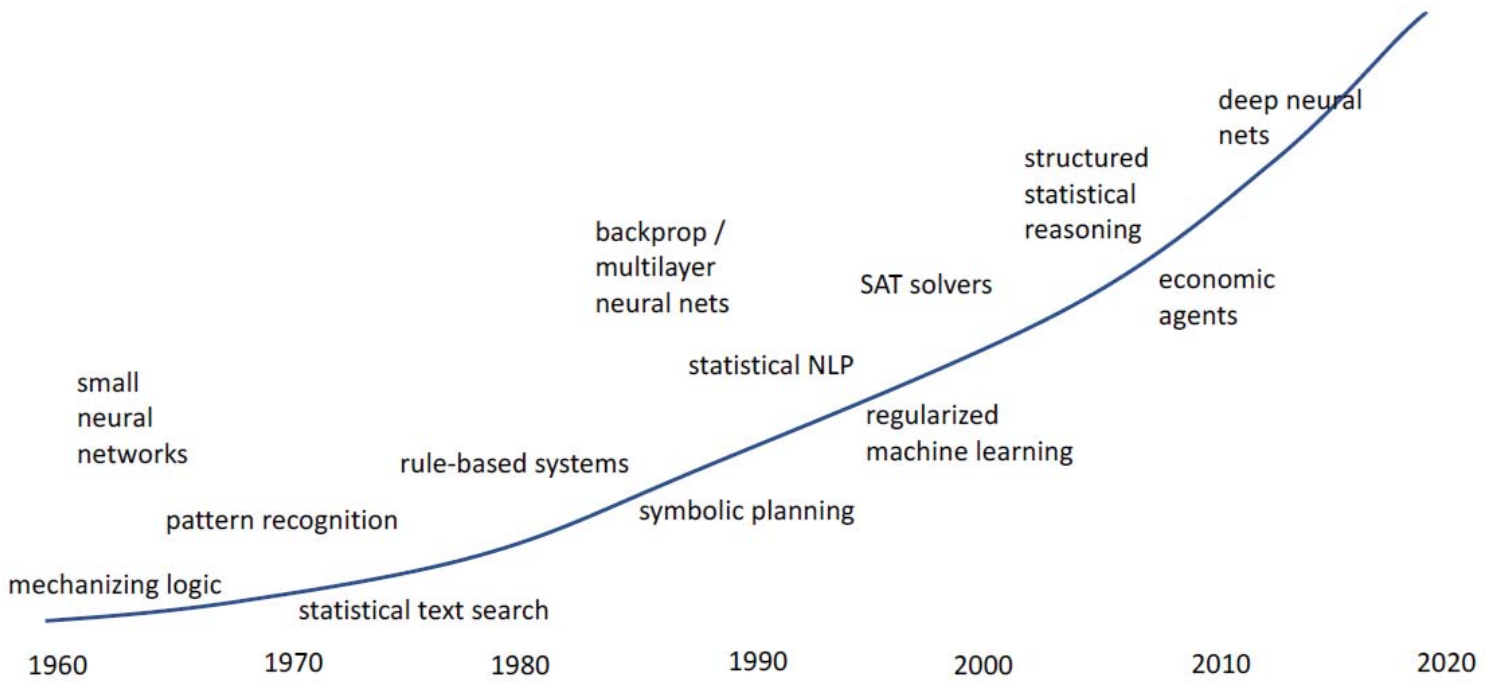 deep neural
nets
structured
statistical
reasoning
backprop /
multilayer
neural nets
SAT solvers
economic
agents
statistical NLP
small
neural
networks
regularized
machine learning
rule-based systems
symbolic planning
pattern recognition
mechanizing logic
statistical text search
1960
1970
1980
1990
2000
2010
2020